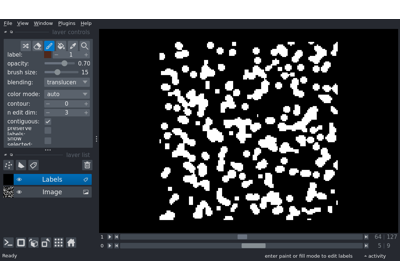 File View Window Plugins Help
layer controls
label: 1
opacity: 0.70
brush size: 15
blending: translucen
color mode: auto
contour: 0
n edit dim: 3
contiguous:
preserve
labels:
show
selected:
layer list
Labels
Image
1 64 127
0 5 9
Ready enter paint or fill mode to edit labels activity